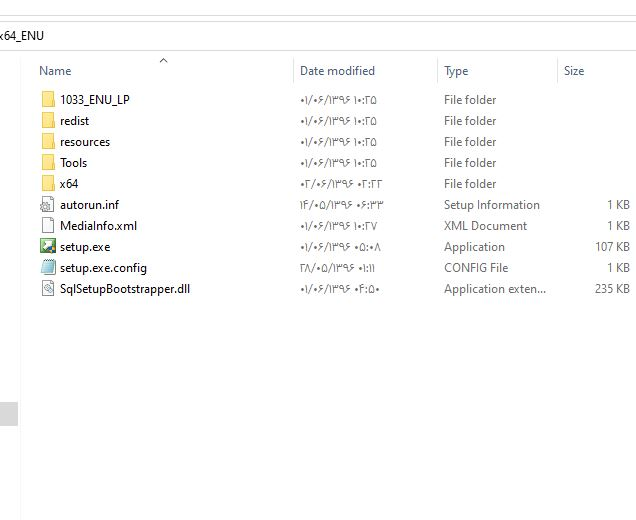 x64_ENU
Name Date modified Type Size
1033_ENU_LP ۰۱/۰۶/۱۳۹۶ ۱۰:۲۵ File folder
redist ۰۱/۰۶/۱۳۹۶ ۱۰:۲۵ File folder
resources ۰۱/۰۶/۱۳۹۶ ۱۰:۲۵ File folder
Tools ۰۱/۰۶/۱۳۹۶ ۱۰:۲۵ File folder
x64 ۰۲/۰۶/۱۳۹۶ ۰۲:۲۲ File folder
autorun.inf ۱۴/۰۵/۱۳۹۶ ۰۶:۳۳ Setup Information 1 KB
MediaInfo.xml ۰۱/۰۶/۱۳۹۶ ۱۰:۲۷ XML Document 1 KB
setup.exe ۰۱/۰۶/۱۳۹۶ ۰۵:۰۸ Application 107 KB
setup.exe.config ۲۸/۰۵/۱۳۹۶ ۰۱:۱۱ CONFIG File 1 KB
SqlSetupBootstrapper.dll ۰۱/۰۶/۱۳۹۶ ۰۴:۵۰ Application exten... 235 KB